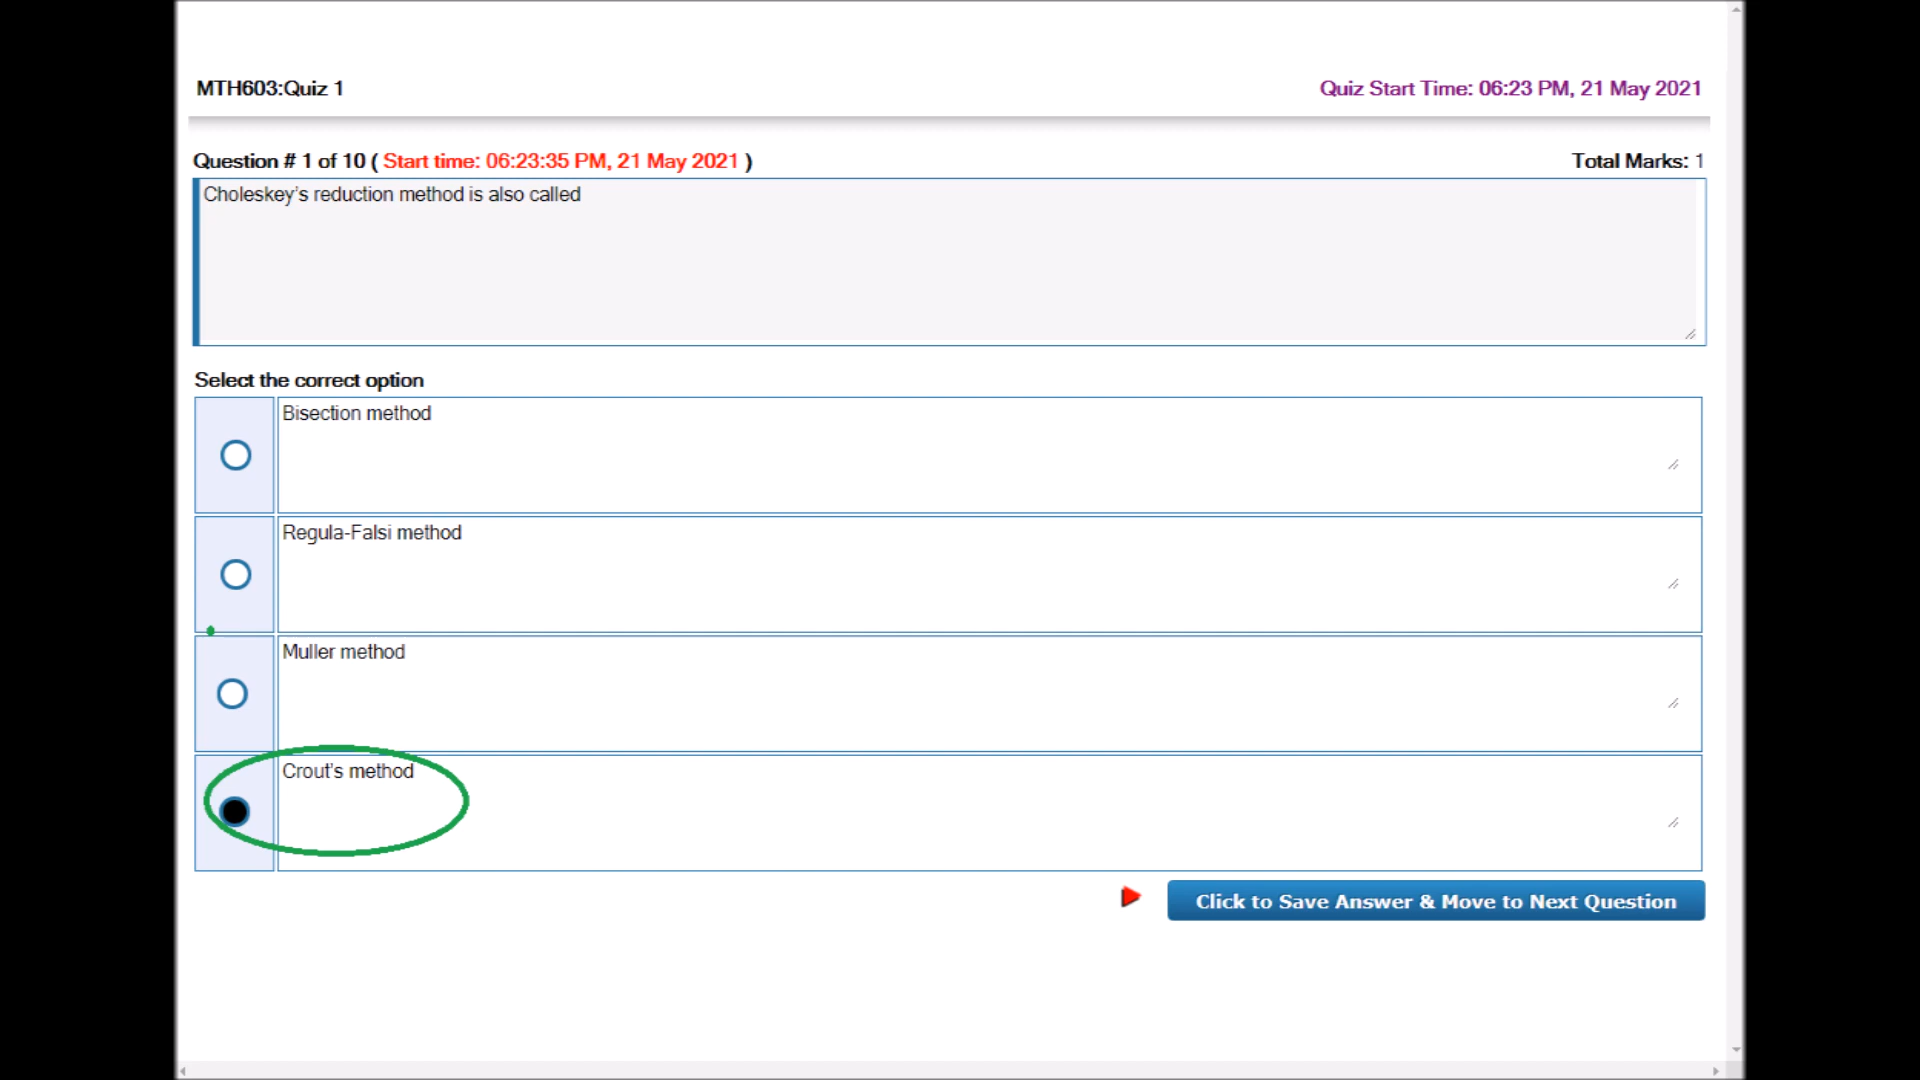 MTH603:Quiz 1
Quiz Start Time: 06:23 PM, 21 May 2021
Question # 1 of 10 ( Start time: 06:23:35 PM, 21 May 2021 )
Total Marks: 1
Choleskey's reduction method is also called
Select the correct option
Bisection method
Regula-Falsi method
Muller method
Crout's method
Click to Save Answer & Move to Next Question